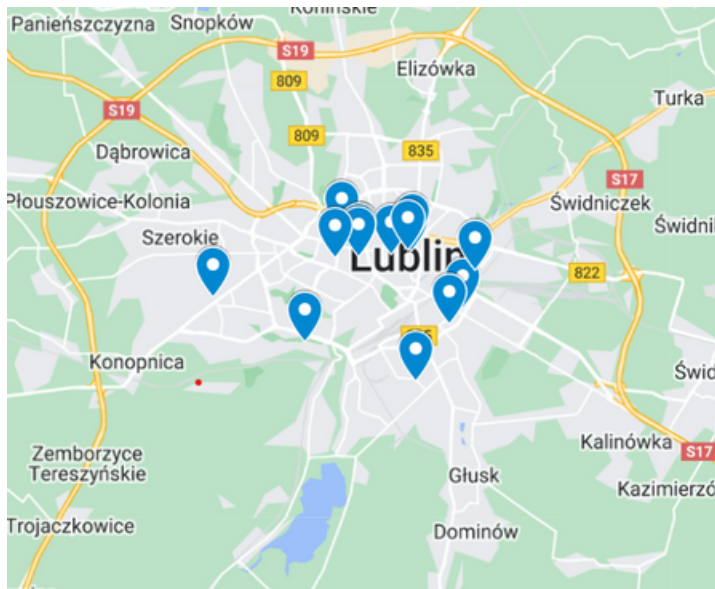 Konińskie
Panieńszczyzna
Snopków
S19
809
Elizówka
Turka
S19
809
835
Dąbrowica
S17
Płouszowice-Kolonia
Świdniczek
Szerokie
Świdni
Lublin
822
Konopnica
Świd
Zemborzyce
Tereszyńskie
Kalinówka
S17
Głusk
Kazimierzó
Trojaczkowice
Dominów